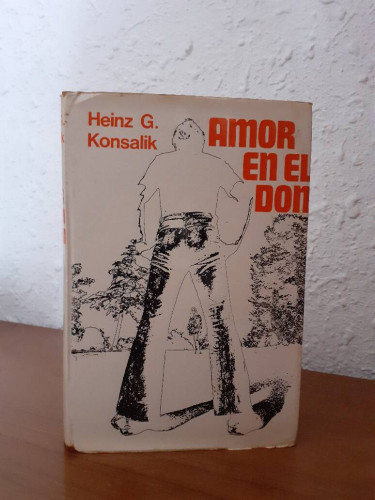 Heinz G.
Konsalik
AMOR
EN EL
DON